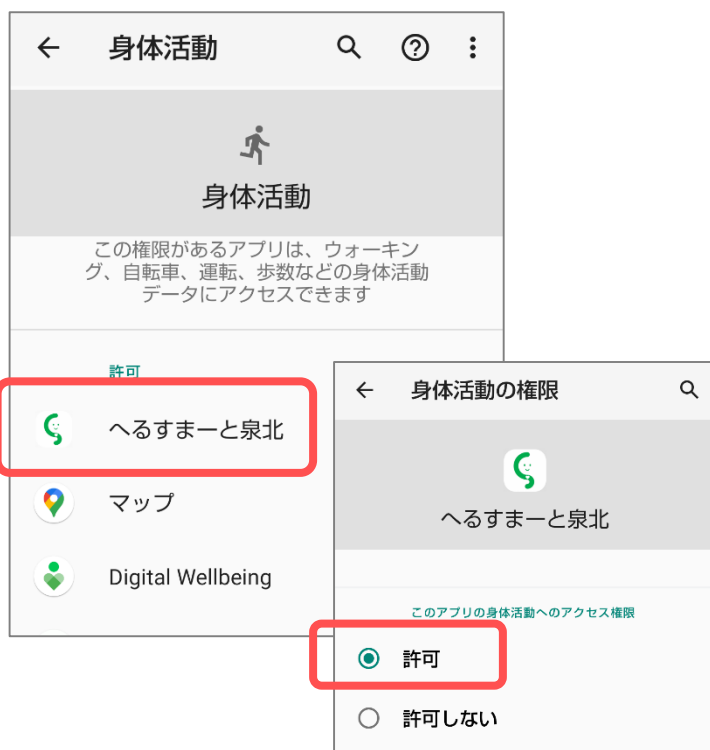 身体活動
身体活動
この権限があるアプリは、ウォーキン
グ、自転車、運転、歩数などの身体活動
データにアクセスできます
許可
へるすまーと泉北
マップ
Digital Wellbeing
身体活動の権限
へるすまーと泉北
このアプリの身体活動へのアクセス権限
許可
許可しない